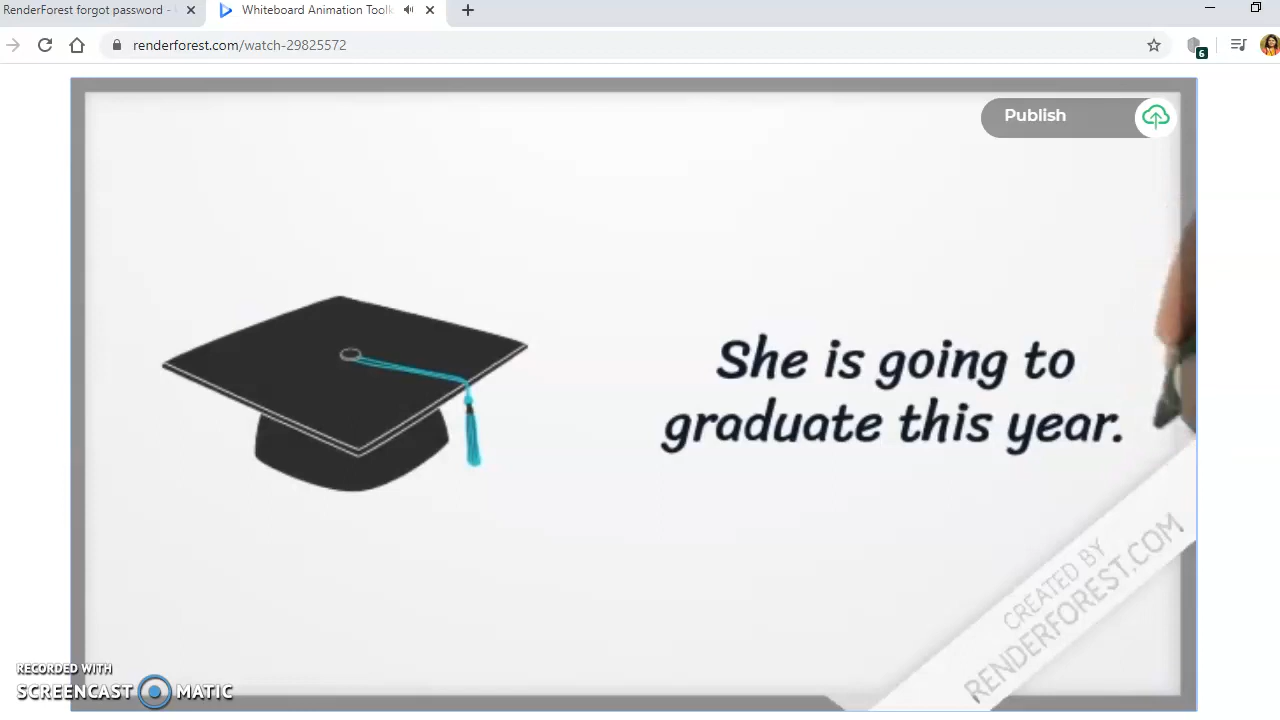 RenderForest forgot password -
Whiteboard Animation Toolk
renderforest.com/watch-29825572
6
Publish
She is going to
graduate this year.
CREATED BY
RENDERFOREST.COM
RECORDED WITH
SCREENCAST MATIC